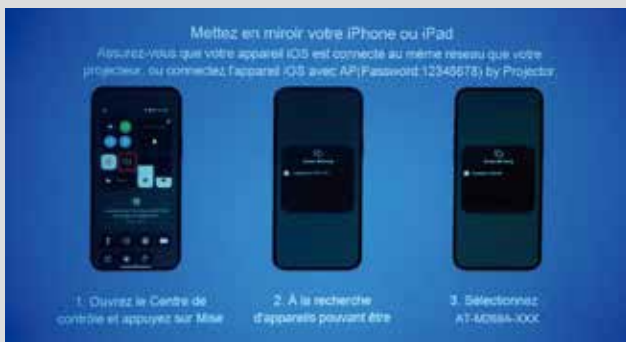 Mettez en miroir votre iPhone ou iPad
Assurez-vous que votre appareil iOS est connecté au même réseau que votre
projecteur, ou connectez l'appareil iOS avec AP(Password:12345678) by Projector
1. Ouvrez le Centre de
contrôle et appuyez sur Mise
2. À la recherche
d'appareils pouvant être
3. Sélectionnez
AT-M268A-XXX